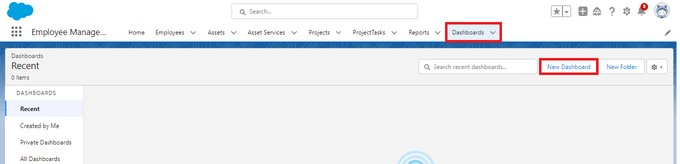 Search...
8
Employee Manage...
Home Employees Assets Asset Services Projects ProjectTasks Reports Dashboards
Dashboards
Recent
0 items
Search recent dashboards...
New Dashboard
New Folder
DASHBOARDS
Recent
Created by Me
Private Dashboards
All Dashboards